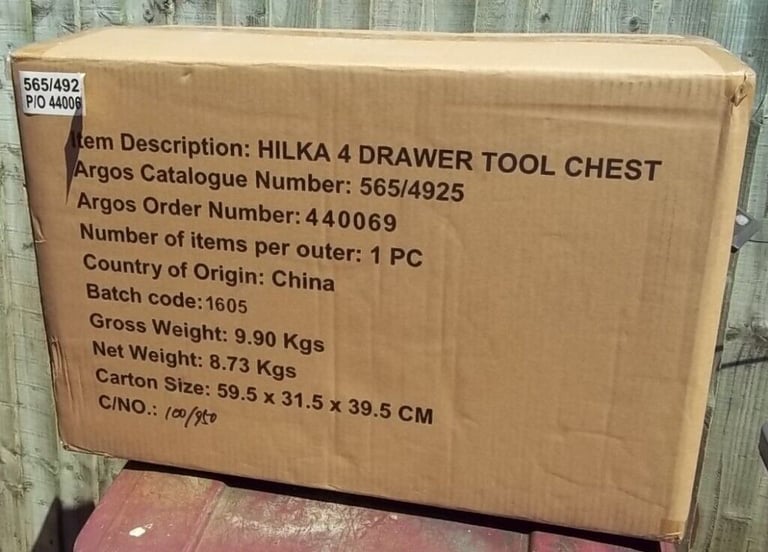 565/492
P/O 44006
Item Description: HILKA 4 DRAWER TOOL CHEST
Argos Catalogue Number: 565/4925
Argos Order Number: 440069
Number of items per outer: 1 PC
Country of Origin: China
Batch code:1605
Gross Weight: 9.90 Kgs
Net Weight: 8.73 Kgs
Carton Size: 59.5 x 31.5 x 39.5 CM
C/NO.: 100/950